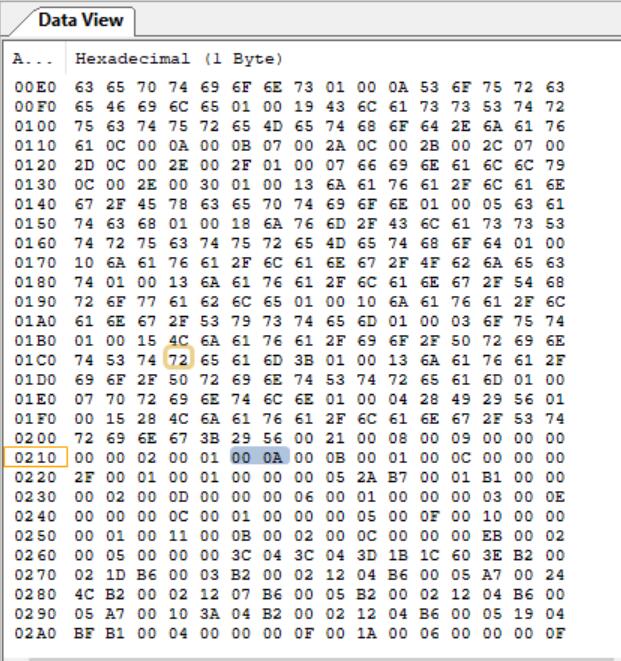 Data View
A... Hexadecimal (1 Byte)
00E0 63 65 70 74 69 6F 6E 73 01 00 0A 53 6F 75 72 63
00F0 65 46 69 6C 65 01 00 19 43 6C 61 73 73 53 74 72
0100 75 63 74 75 72 65 4D 65 74 68 6F 64 2E 6A 61 76
0110 61 0C 00 0A 00 0B 07 00 2A 0C 00 2B 00 2C 07 00
0120 2D 0C 00 2E 00 2F 01 00 07 66 69 6E 61 6C 6C 79
0130 0C 00 2E 00 30 01 00 13 6A 61 76 61 2F 6C 61 6E
0140 67 2F 45 78 63 65 70 74 69 6F 6E 01 00 05 63 61
0150 74 63 68 01 00 18 6A 76 6D 2F 43 6C 61 73 73 53
0160 74 72 75 63 74 75 72 65 4D 65 74 68 6F 64 01 00
0170 10 6A 61 76 61 2F 6C 61 6E 67 2F 4F 62 6A 65 63
0180 74 01 00 13 6A 61 76 61 2F 6C 61 6E 67 2F 54 68
0190 72 6F 77 61 62 6C 65 01 00 10 6A 61 76 61 2F 6C
01A0 61 6E 67 2F 53 79 73 74 65 6D 01 00 03 6F 75 74
01B0 01 00 15 4C 6A 61 76 61 2F 69 6F 2F 50 72 69 6E
01C0 74 53 74 72 65 61 6D 3B 01 00 13 6A 61 76 61 2F
01D0 69 6F 2F 50 72 69 6E 74 53 74 72 65 61 6D 01 00
01E0 07 70 72 69 6E 74 6C 6E 01 00 04 28 49 29 56 01
01F0 00 15 28 4C 6A 61 76 61 2F 6C 61 6E 67 2F 53 74
0200 72 69 6E 67 3B 29 56 00 21 00 08 00 09 00 00 00
0210 00 00 02 00 01 00 0A 00 0B 00 01 00 0C 00 00 00
0220 2F 00 01 00 01 00 00 00 05 2A B7 00 01 B1 00 00
0230 00 02 00 0D 00 00 00 06 00 01 00 00 00 03 00 0E
0240 00 00 00 0C 00 01 00 00 00 05 00 0F 00 10 00 00
0250 00 01 00 11 00 0B 00 02 00 0C 00 00 00 EB 00 02
0260 00 05 00 00 00 3C 04 3C 04 3D 1B 1C 60 3E B2 00
0270 02 1D B6 00 03 B2 00 02 12 04 B6 00 05 A7 00 24
0280 4C B2 00 02 12 07 B6 00 05 B2 00 02 12 04 B6 00
0290 05 A7 00 10 3A 04 B2 00 02 12 04 B6 00 05 19 04
02A0 BF B1 00 04 00 00 00 0F 00 1A 00 06 00 00 00 0F